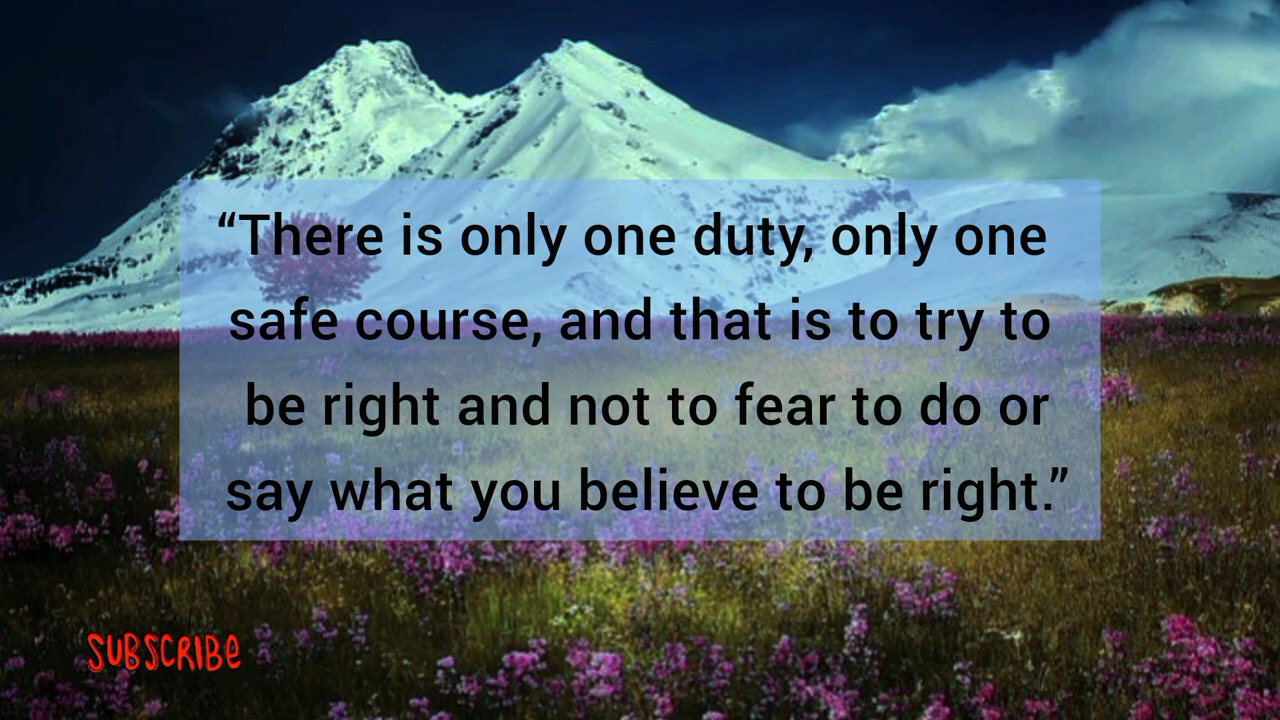 “There is only one duty, only one
safe course, and that is to try to
be right and not to fear to do or
say what you believe to be right.”
SUBSCRIBE